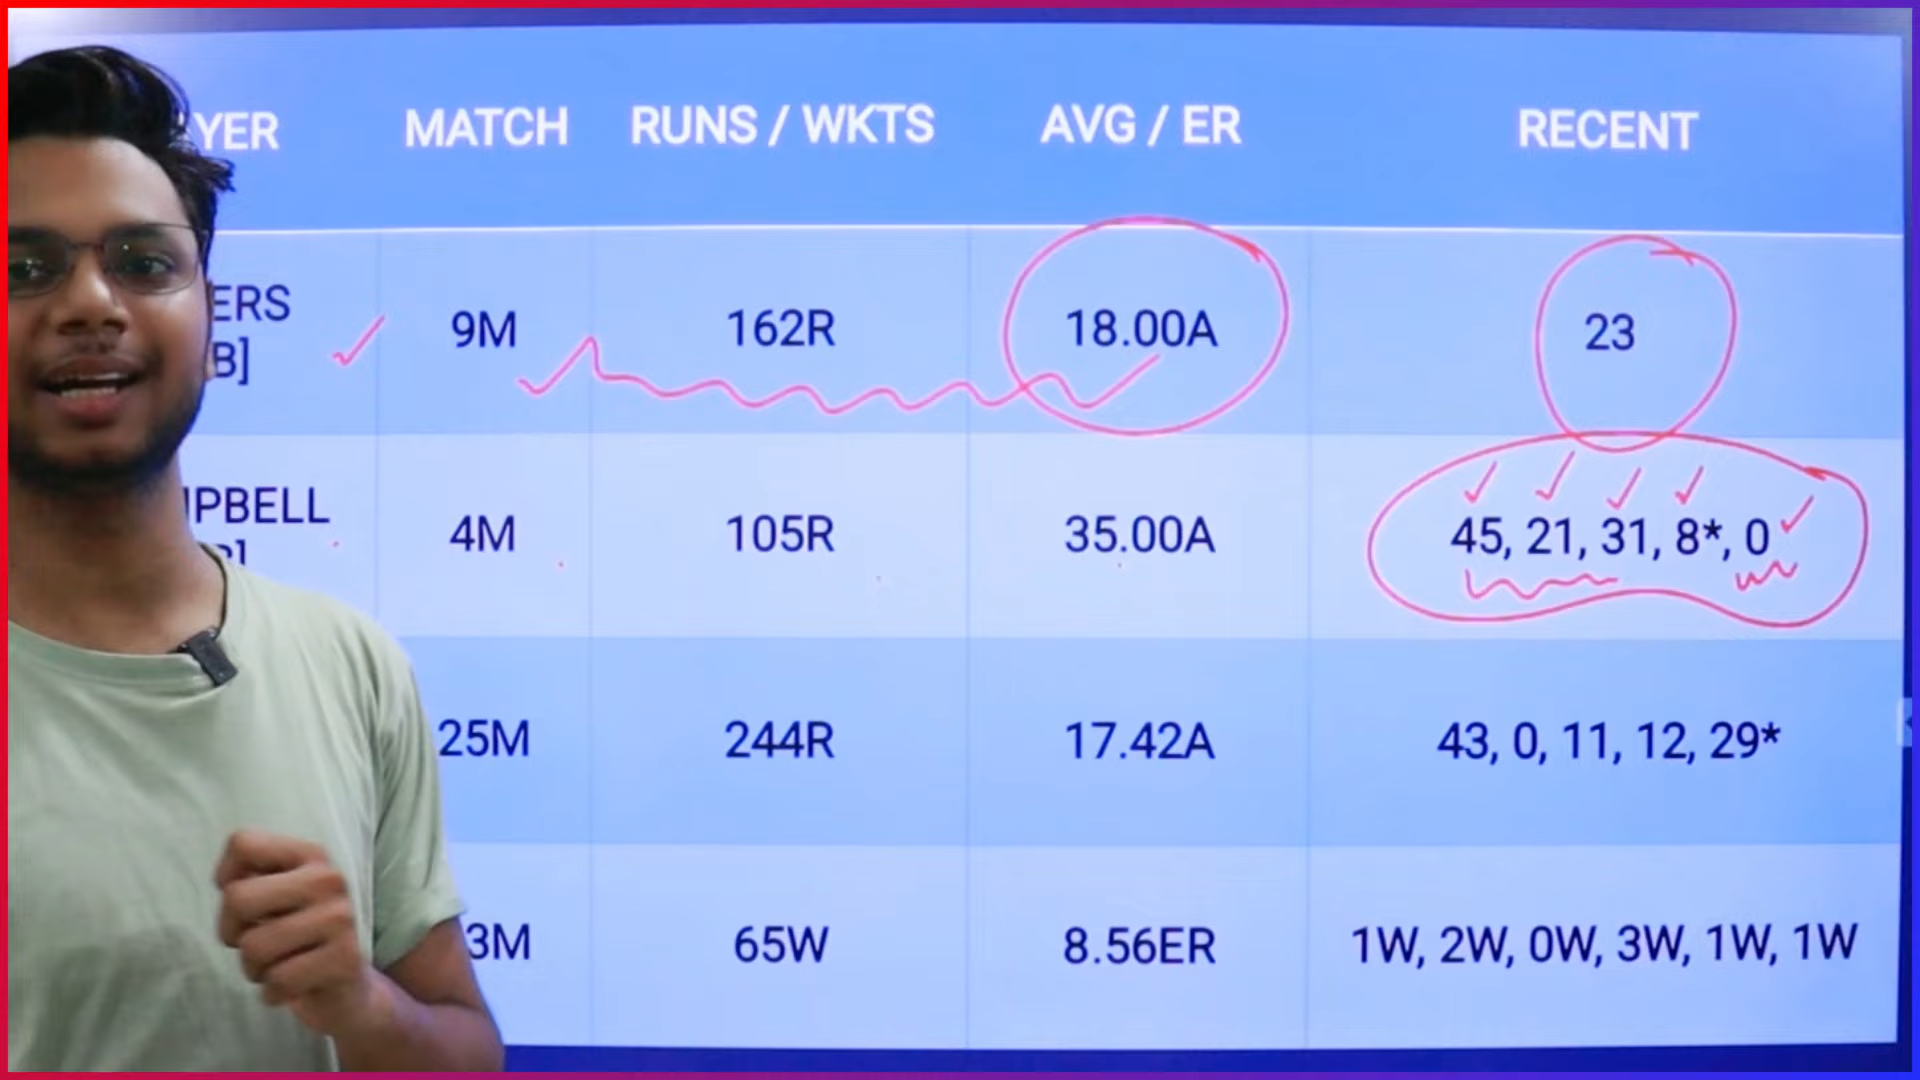 YER MATCH RUNS / WKTS AVG / ER RECENT
ERS
B] 9M 162R 18.00A 23
PBELL
4M 105R 35.00A 45, 21, 31, 8*, 0
25M 244R 17.42A 43, 0, 11, 12, 29*
3M 65W 8.56ER 1W, 2W, 0W, 3W, 1W, 1W